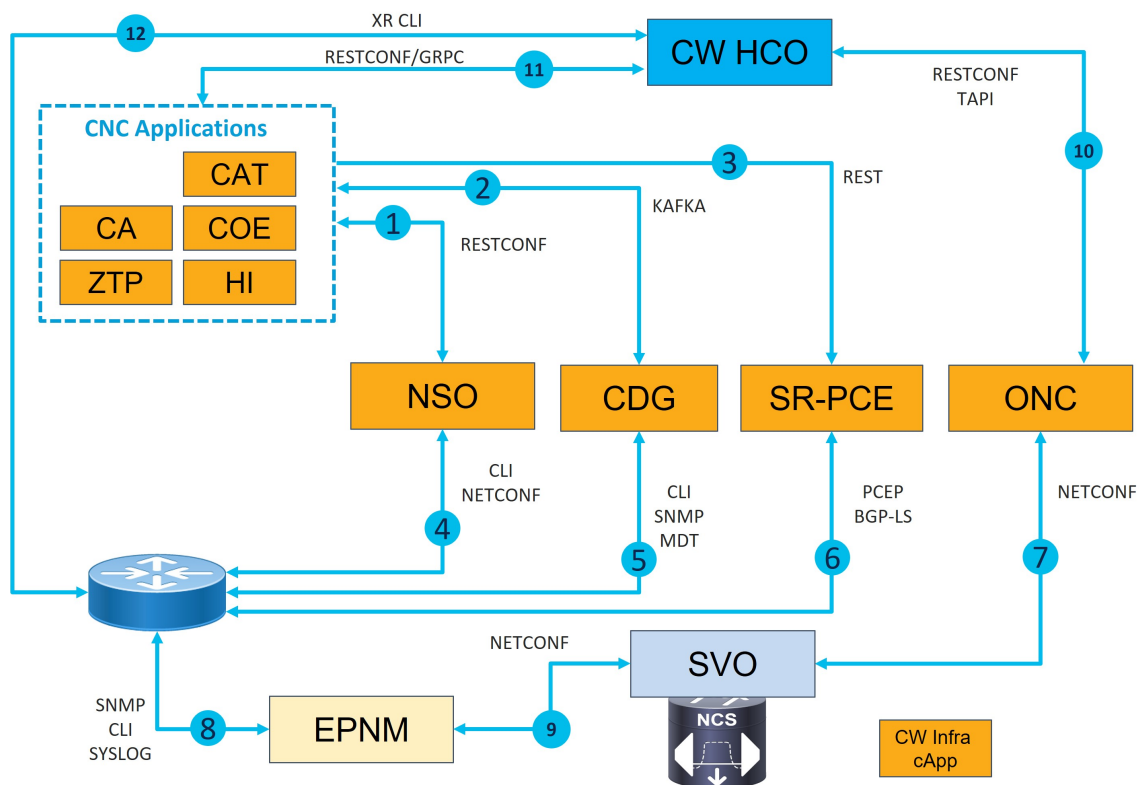 12
XR CLI
CW HCO
RESTCONF/GRPC
11
RESTCONF
TAPI
CNC Applications
CAT
CA
COE
ZTP
HI
3
REST
10
2
KAFKA
1
RESTCONF
NSO
CDG
SR-PCE
ONC
CLI
NETCONF
4
CLI
SNMP
MDT
5
PCEP
BGP-LS
6
NETCONF
7
NETCONF
SVO
SNMP
CLI
SYSLOG
8
EPNM
9
NCS
CW Infra
cApp